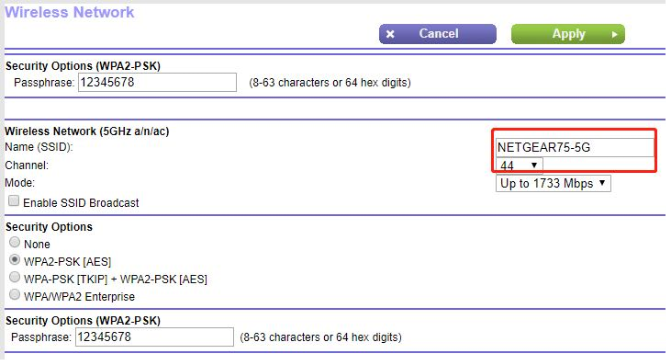 Wireless Network
Cancel
Apply
Security Options (WPA2-PSK)
Passphrase: 12345678 (8-63 characters or 64 hex digits)
Wireless Network (5GHz a/n/ac)
Name (SSID): NETGEAR75-5G
Channel: 44
Mode: Up to 1733 Mbps
Enable SSID Broadcast
Security Options
None
WPA2-PSK [AES]
WPA-PSK [TKIP] + WPA2-PSK [AES]
WPA/WPA2 Enterprise
Security Options (WPA2-PSK)
Passphrase: 12345678 (8-63 characters or 64 hex digits)